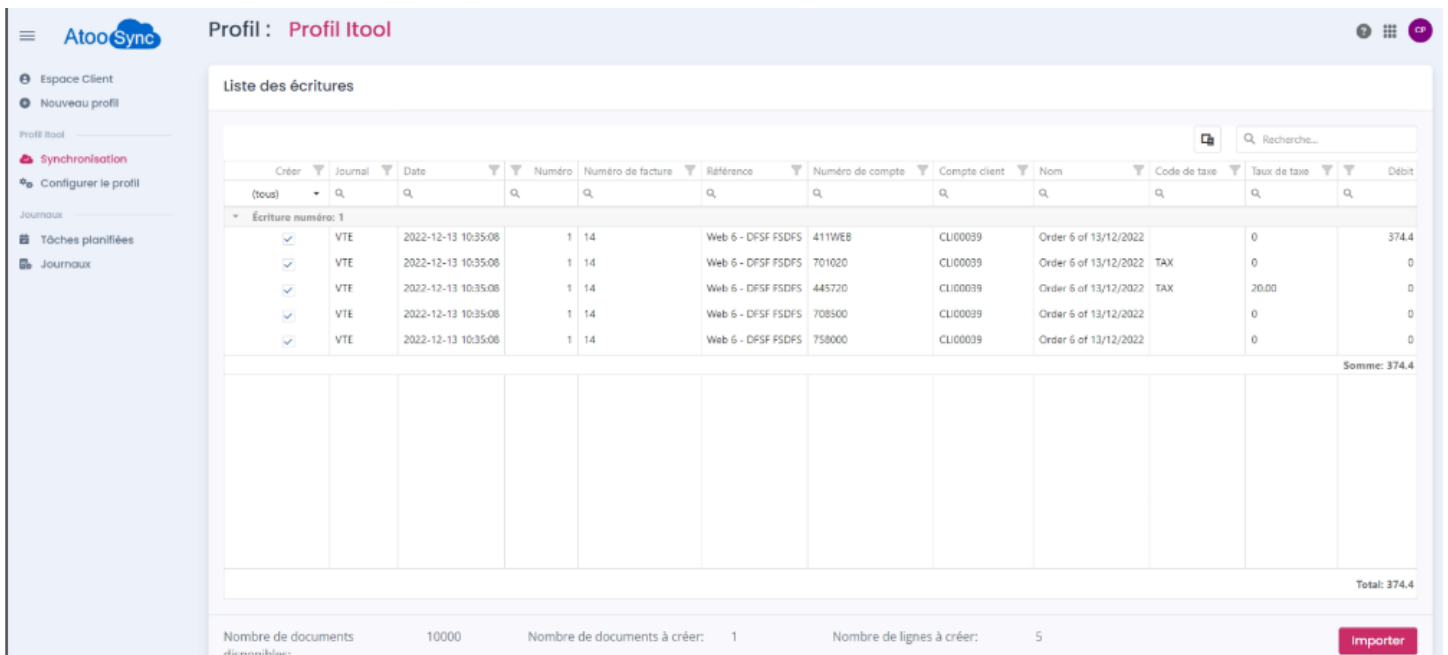 AtooSync
Profil : Profil Itool
CP
Espace Client
Nouveau profil
Profil Itool
Synchronisation
Configurer le profil
Journaux
Tâches planifiées
Journaux
Liste des écritures
Recherche...
Créer Journal Date Numéro Numéro de facture Référence Numéro de compte Compte client Nom Code de taxe Taux de taxe Débit
(tous)
Écriture numéro: 1
VTE 2022-12-13 10:35:08 1 14 Web 6 - DFSF FSDFS 411WEB CLI00039 Order 6 of 13/12/2022 0 374.4
VTE 2022-12-13 10:35:08 1 14 Web 6 - DFSF FSDFS 701020 CLI00039 Order 6 of 13/12/2022 TAX 0 0
VTE 2022-12-13 10:35:08 1 14 Web 6 - DFSF FSDFS 445720 CLI00039 Order 6 of 13/12/2022 TAX 20.00 0
VTE 2022-12-13 10:35:08 1 14 Web 6 - DFSF FSDFS 708500 CLI00039 Order 6 of 13/12/2022 0 0
VTE 2022-12-13 10:35:08 1 14 Web 6 - DFSF FSDFS 758000 CLI00039 Order 6 of 13/12/2022 0 0
Somme: 374.4
Total: 374.4
Nombre de documents disponibles: 10000 Nombre de documents à créer: 1 Nombre de lignes à créer: 5
Importer